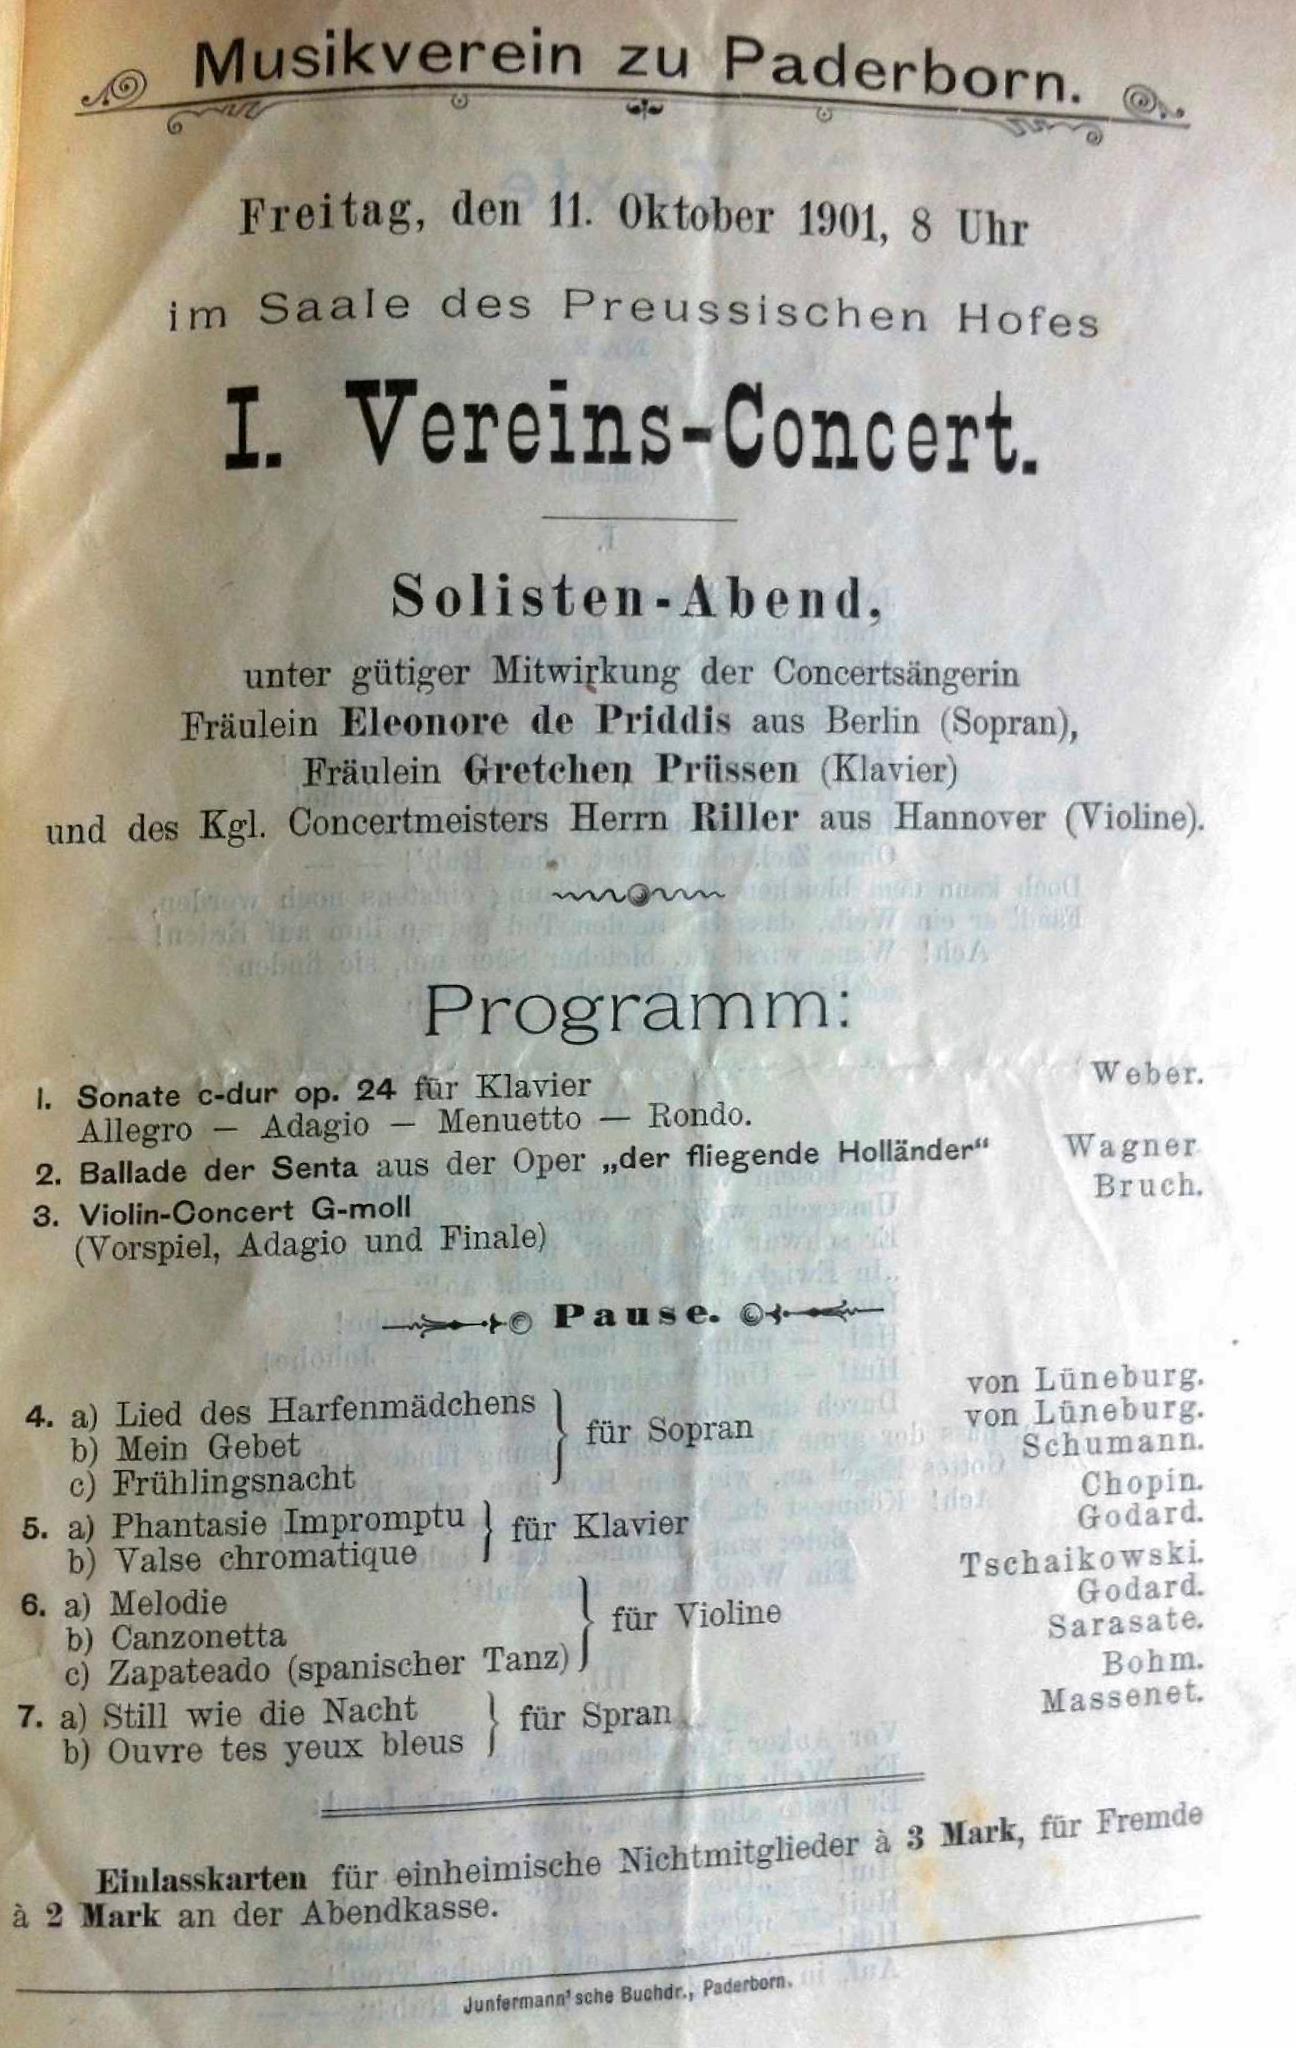 Musikverein zu Paderborn.
Freitag, den 11. Oktober 1901, 8 Uhr
im Saale des Preussischen Hofes
I. Vereins-Concert.
Solisten-Abend,
unter gütiger Mitwirkung der Concertsängerin
Fräulein Eleonore de Priddis aus Berlin (Sopran),
Fräulein Gretchen Prüssen (Klavier)
und des Kgl. Concertmeisters Herrn Riller aus Hannover (Violine).
Programm:
1. Sonate c-dur op. 24 für Klavier Weber.
Allegro — Adagio — Menuetto — Rondo.
2. Ballade der Senta aus der Oper „der fliegende Holländer“ Wagner
3. Violin-Concert G-moll Bruch.
(Vorspiel, Adagio und Finale)
Pause.
4. a) Lied des Harfenmädchens von Lüneburg.
b) Mein Gebet für Sopran von Lüneburg.
c) Frühlingsnacht Schumann.
5. a) Phantasie Impromptu für Klavier Chopin.
b) Valse chromatique Godard.
6. a) Melodie Tschaikowski.
b) Canzonetta für Violine Godard.
c) Zapateado (spanischer Tanz) Sarasate.
7. a) Still wie die Nacht für Spran Bohm.
b) Ouvre tes yeux bleus Massenet.
Einlasskarten für einheimische Nichtmitglieder à 3 Mark, für Fremde
à 2 Mark an der Abendkasse.
Junfermann'sche Buchdr., Paderborn.